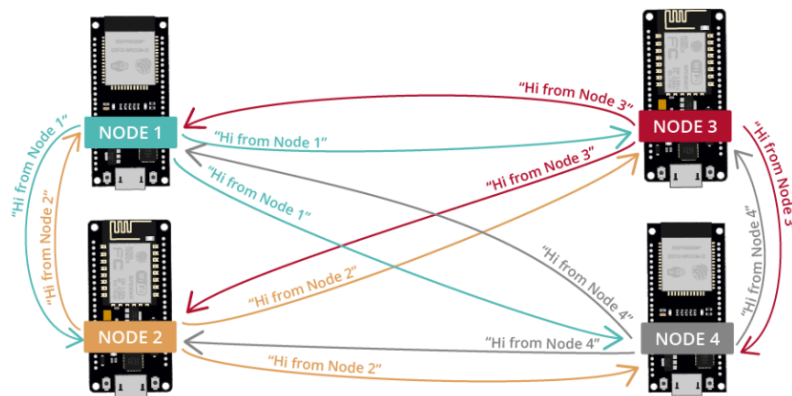 NODE 1
NODE 3
NODE 2
NODE 4
“Hi from Node 1”
“Hi from Node 1”
“Hi from Node 1”
“Hi from Node 3”
“Hi from Node 3”
“Hi from Node 3”
“Hi from Node 2”
“Hi from Node 2”
“Hi from Node 2”
“Hi from Node 4”
“Hi from Node 4”
“Hi from Node 4”